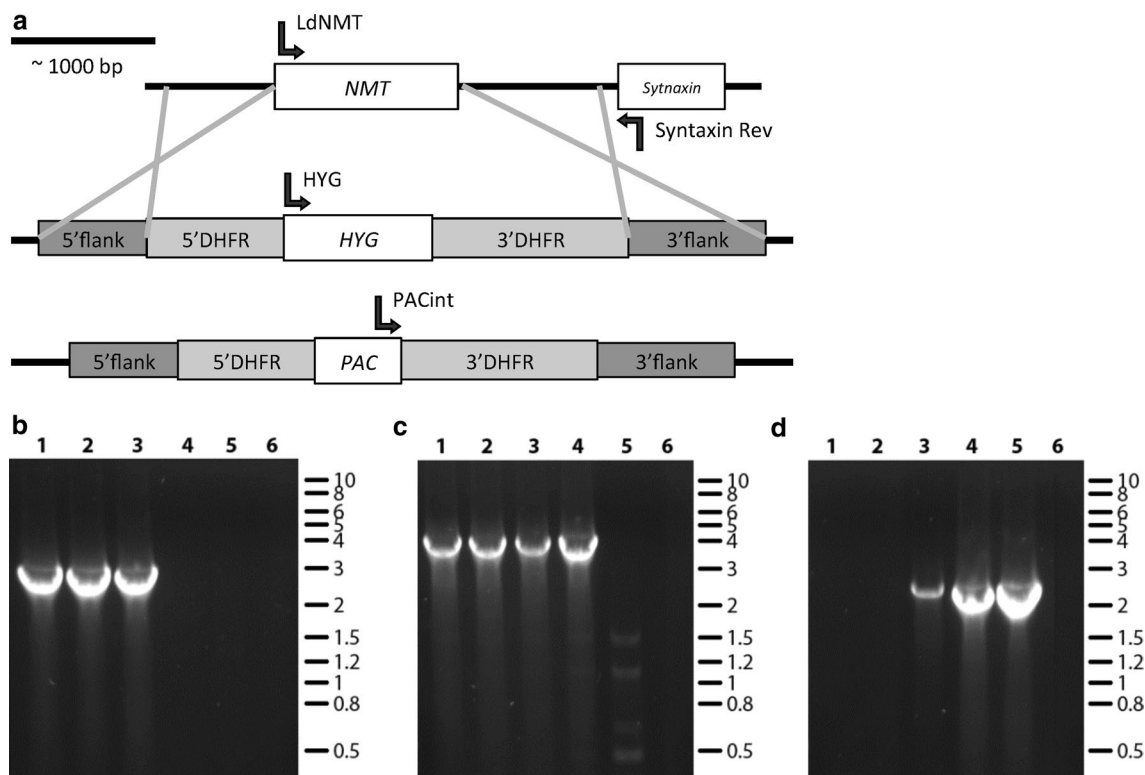 a
LdNMT
~ 1000 bp
NMT
Sytnaxin
Syntaxin Rev
HYG
5'flank 5'DHFR HYG 3'DHFR 3'flank
PACint
5'flank 5'DHFR PAC 3'DHFR 3'flank
b
1 2 3 4 5 6
10
8
6
5
4
3
2
1.5
1.2
1
0.8
0.5
c
1 2 3 4 5 6
10
8
6
5
4
3
2
1.5
1.2
1
0.8
0.5
d
1 2 3 4 5 6
10
8
6
5
4
3
2
1.5
1.2
1
0.8
0.5